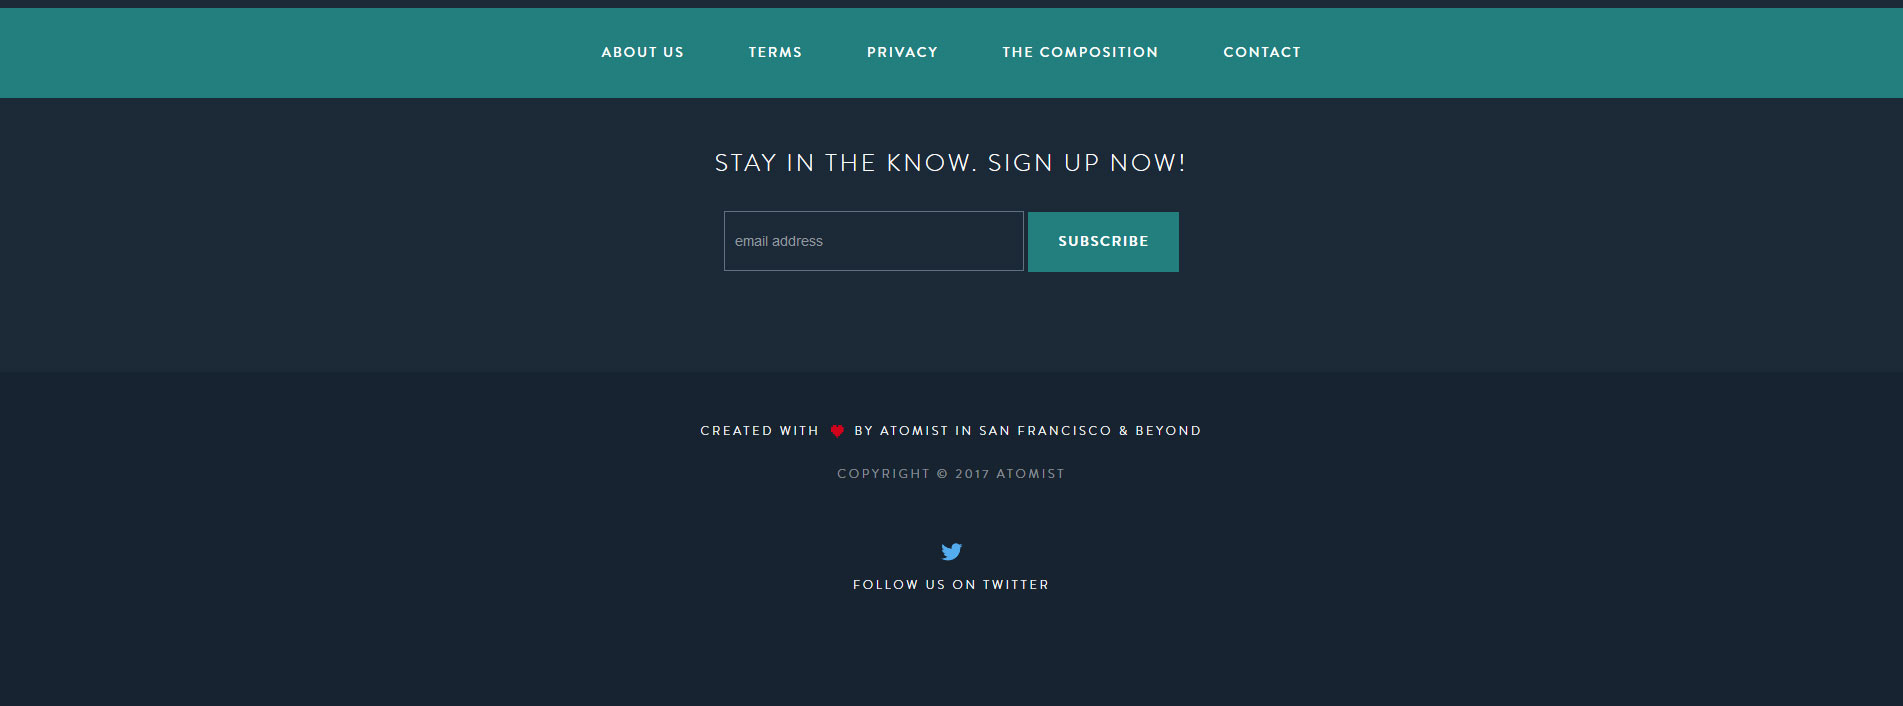 ABOUT US TERMS PRIVACY THE COMPOSITION CONTACT
STAY IN THE KNOW. SIGN UP NOW!
email address SUBSCRIBE
CREATED WITH BY ATOMIST IN SAN FRANCISCO & BEYOND
COPYRIGHT © 2017 ATOMIST
FOLLOW US ON TWITTER